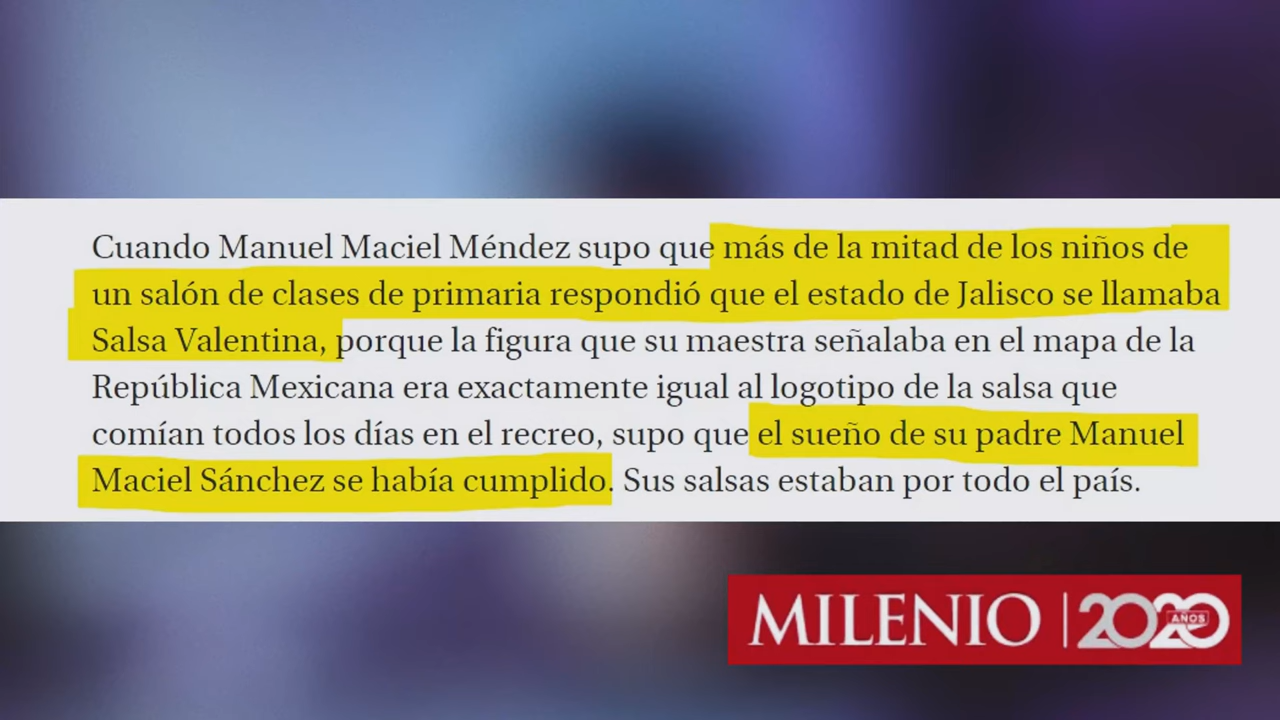 Cuando Manuel Maciel Méndez supo que más de la mitad de los niños de
un salón de clases de primaria respondió que el estado de Jalisco se llamaba
Salsa Valentina, porque la figura que su maestra señalaba en el mapa de la
República Mexicana era exactamente igual al logotipo de la salsa que
comían todos los días en el recreo, supo que el sueño de su padre Manuel
Maciel Sánchez se había cumplido. Sus salsas estaban por todo el país.
MILENIO | 2020
AÑOS